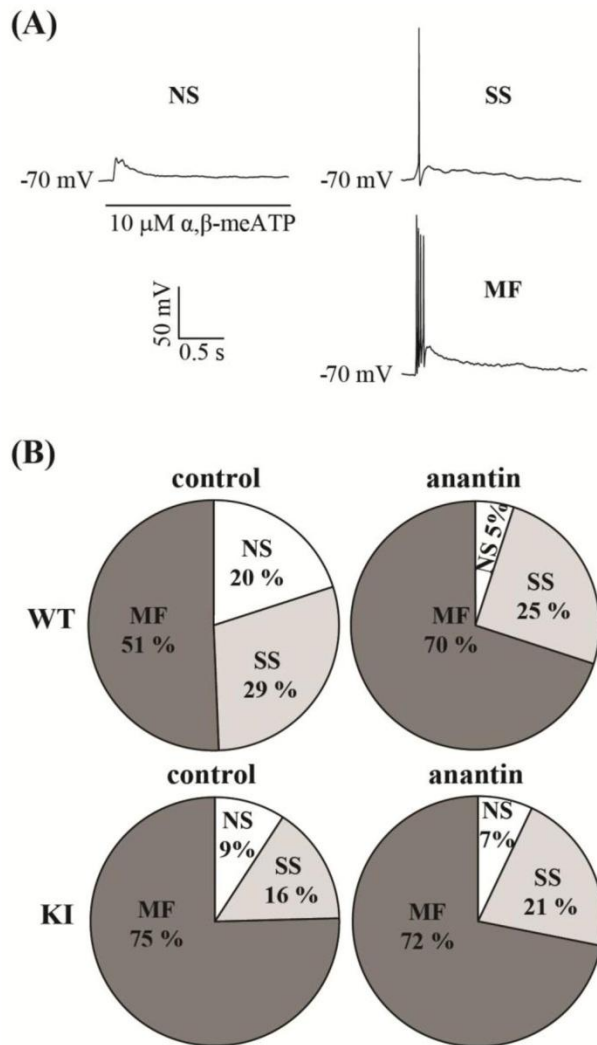 (A)
NS
SS
-70 mV
-70 mV
10 μM α,β-meATP
50 mV
0.5 s
MF
-70 mV
(B)
control
anantin
WT
NS
20 %
MF
51 %
SS
29 %
NS 5%
SS
25 %
MF
70 %
control
anantin
KI
NS
9%
SS
16 %
MF
75 %
NS
7%
SS
21 %
MF
72 %